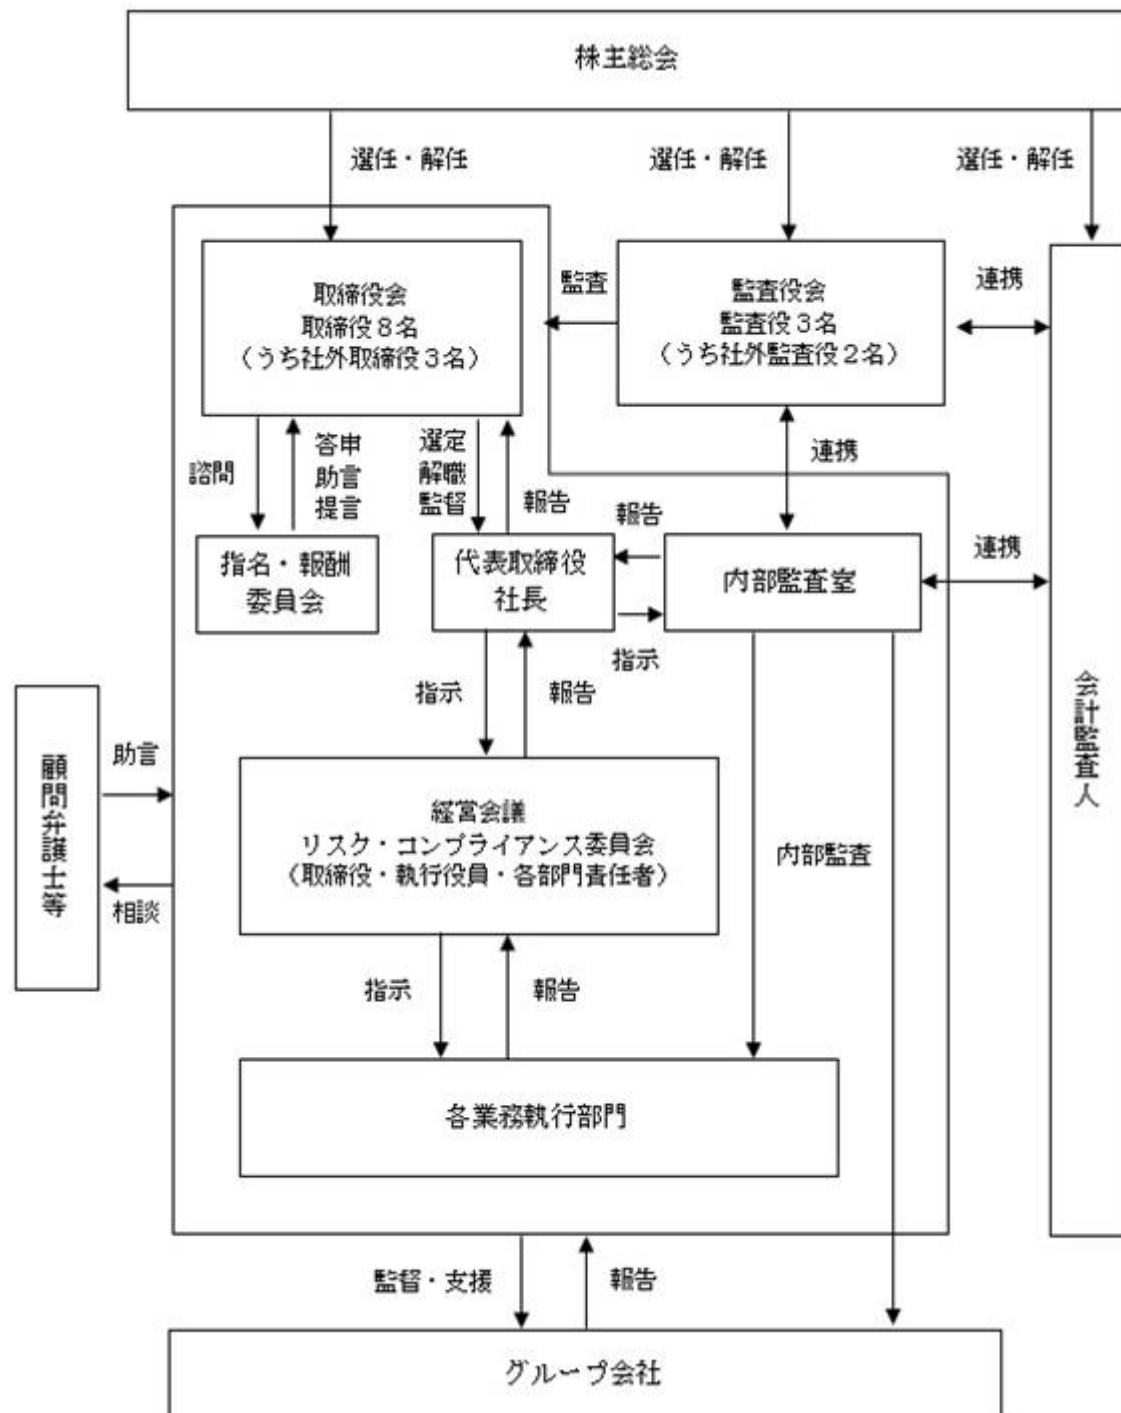 株主総会
選任・解任
選任・解任
選任・解任
取締役会
取締役８名
（うち社外取締役３名）
監査
監査役会
監査役３名
（うち社外監査役２名）
連携
諮問
答申
助言
提言
選定
解職
監督
報告
連携
報告
指名・報酬
委員会
代表取締役
社長
内部監査室
連携
指示
指示
報告
会計監査人
顧問弁護士等
助言
相談
経営会議
リスク・コンプライアンス委員会
（取締役・執行役員・各部門責任者）
内部監査
指示
報告
各業務執行部門
監督・支援
報告
グループ会社